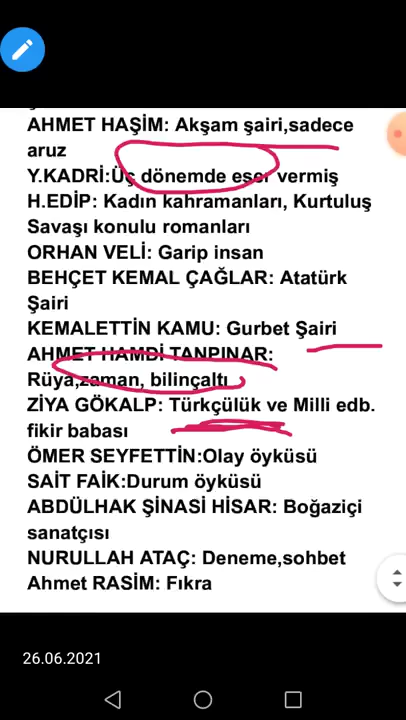 AHMET HAŞİM: Akşam şairi,sadece
aruz
Y.KADRİ:Üç dönemde eser vermiş
H.EDİP: Kadın kahramanları, Kurtuluş
Savaşı konulu romanları
ORHAN VELİ: Garip insan
BEHÇET KEMAL ÇAĞLAR: Atatürk
Şairi
KEMALETTİN KAMU: Gurbet Şairi
AHMET HAMDİ TANPINAR:
Rüya,zaman, bilinçaltı
ZİYA GÖKALP: Türkçülük ve Milli edb.
fikir babası
ÖMER SEYFETTİN:Olay öyküsü
SAİT FAİK:Durum öyküsü
ABDÜLHAK ŞİNASİ HİSAR: Boğaziçi
sanatçısı
NURULLAH ATAÇ: Deneme,sohbet
Ahmet RASİM: Fıkra
26.06.2021